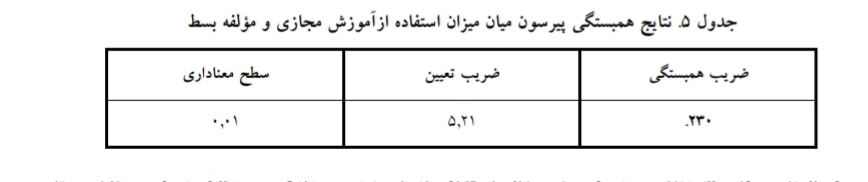 جدول ۵. نتایج همبستگی پیرسون میان میزان استفاده ازآموزش مجازی و مؤلفه بسط
ضریب همبستگی ضریب تعیین سطح معناداری
.۲۳۰ ۵,۲۱ ۰,۰۱